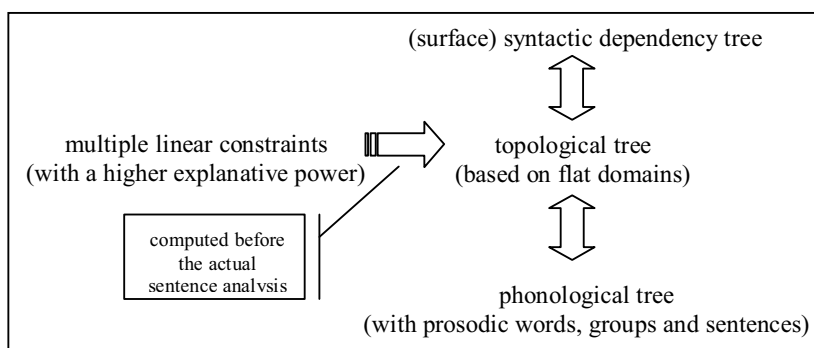 (surface) syntactic dependency tree
multiple linear constraints
(with a higher explanative power)
topological tree
(based on flat domains)
computed before
the actual
sentence analysis
phonological tree
(with prosodic words, groups and sentences)